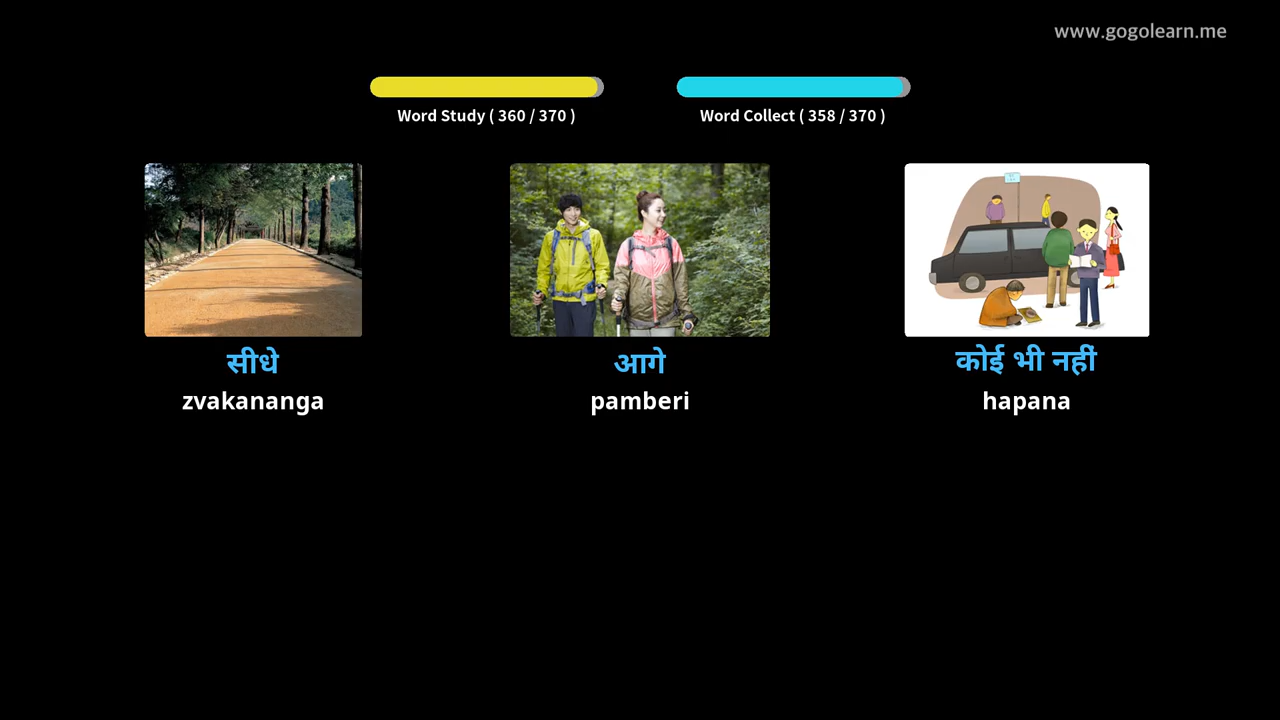 www.gogolearn.me
Word Study ( 360 / 370 )
Word Collect ( 358 / 370 )
सीधे
आगे
कोई भी नहीं
zvakananga
pamberi
hapana